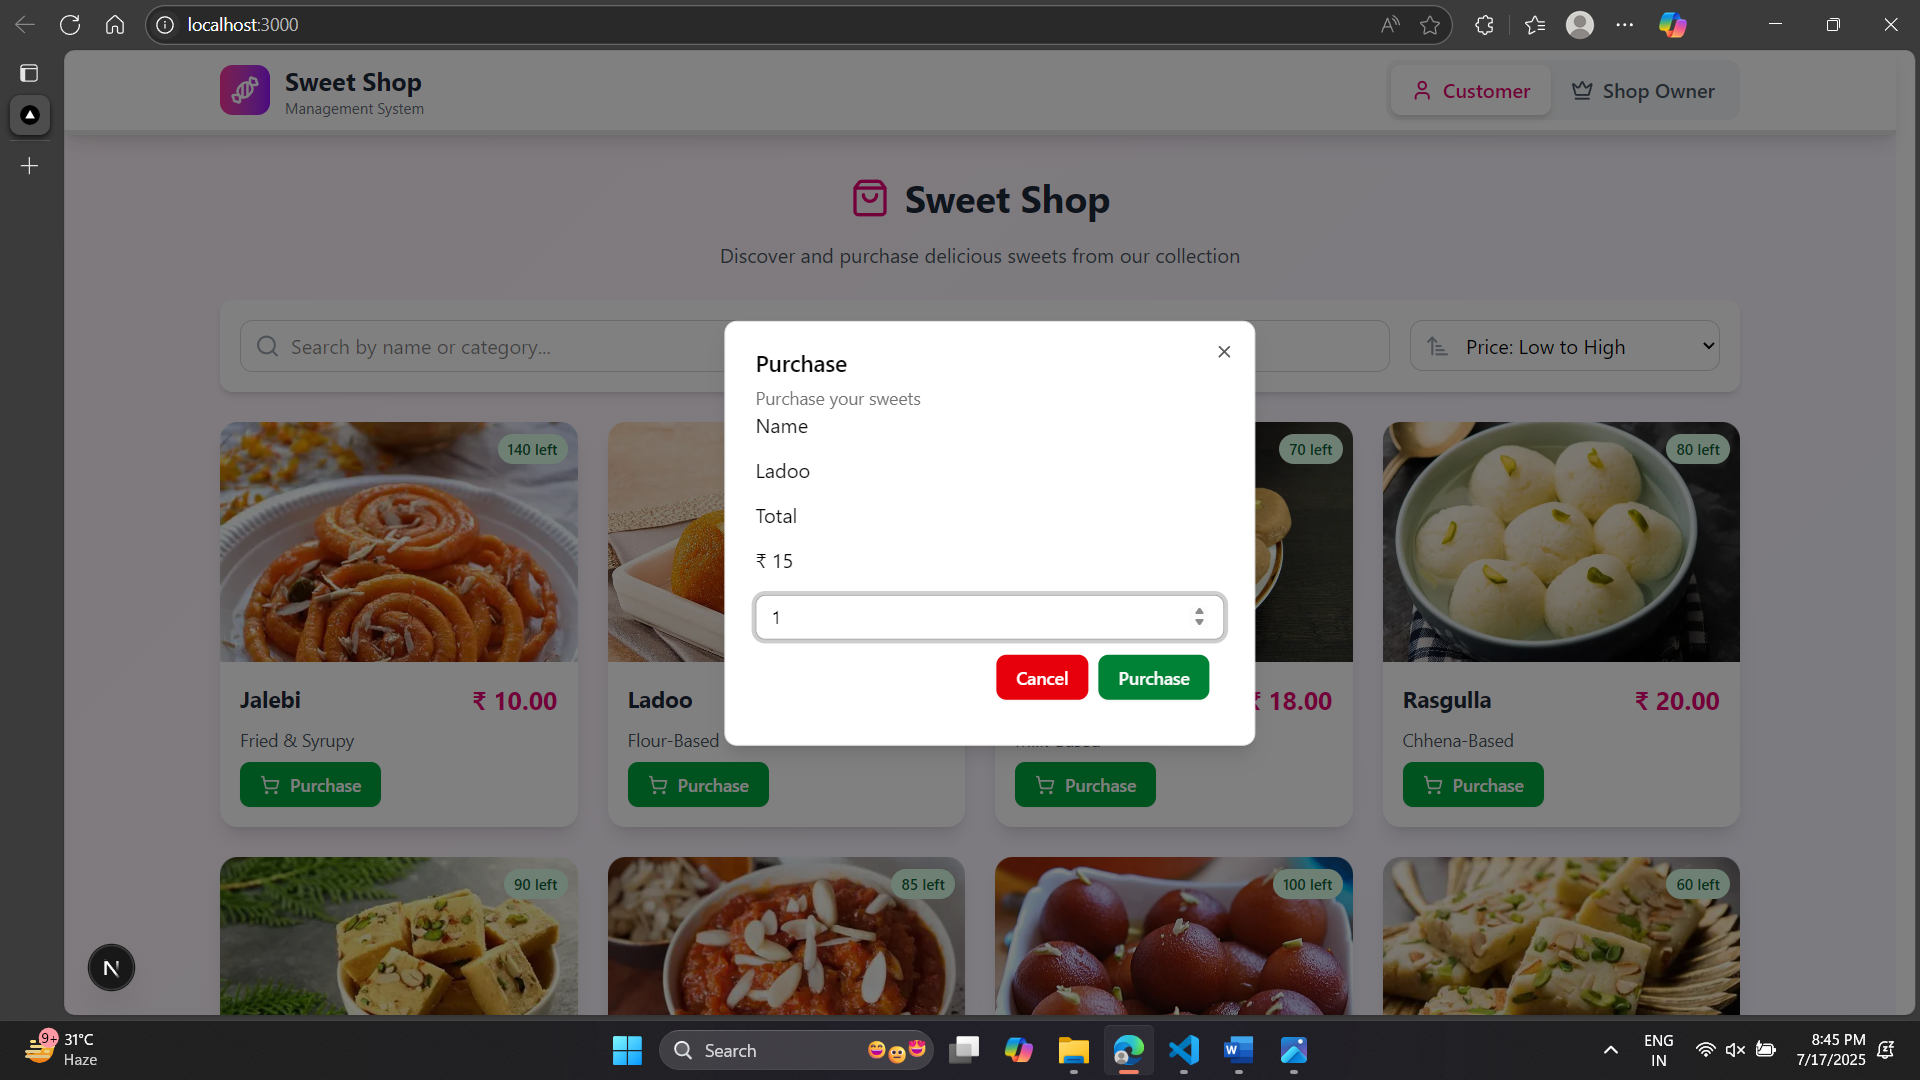 localhost:3000
Sweet Shop
Management System
Customer
Shop Owner
Sweet Shop
Discover and purchase delicious sweets from our collection
Search by name or category...
Price: Low to High
Purchase
Purchase your sweets
Name
Ladoo
Total
₹ 15
1
Cancel
Purchase
140 left
70 left
80 left
Jalebi
₹ 10.00
Ladoo
₹ 18.00
Rasgulla
₹ 20.00
Fried & Syrupy
Flour-Based
Chhena-Based
Purchase
Purchase
Purchase
Purchase
90 left
85 left
100 left
60 left
N
9+
31°C
Haze
Search
W
ENG
IN
8:45 PM
7/17/2025